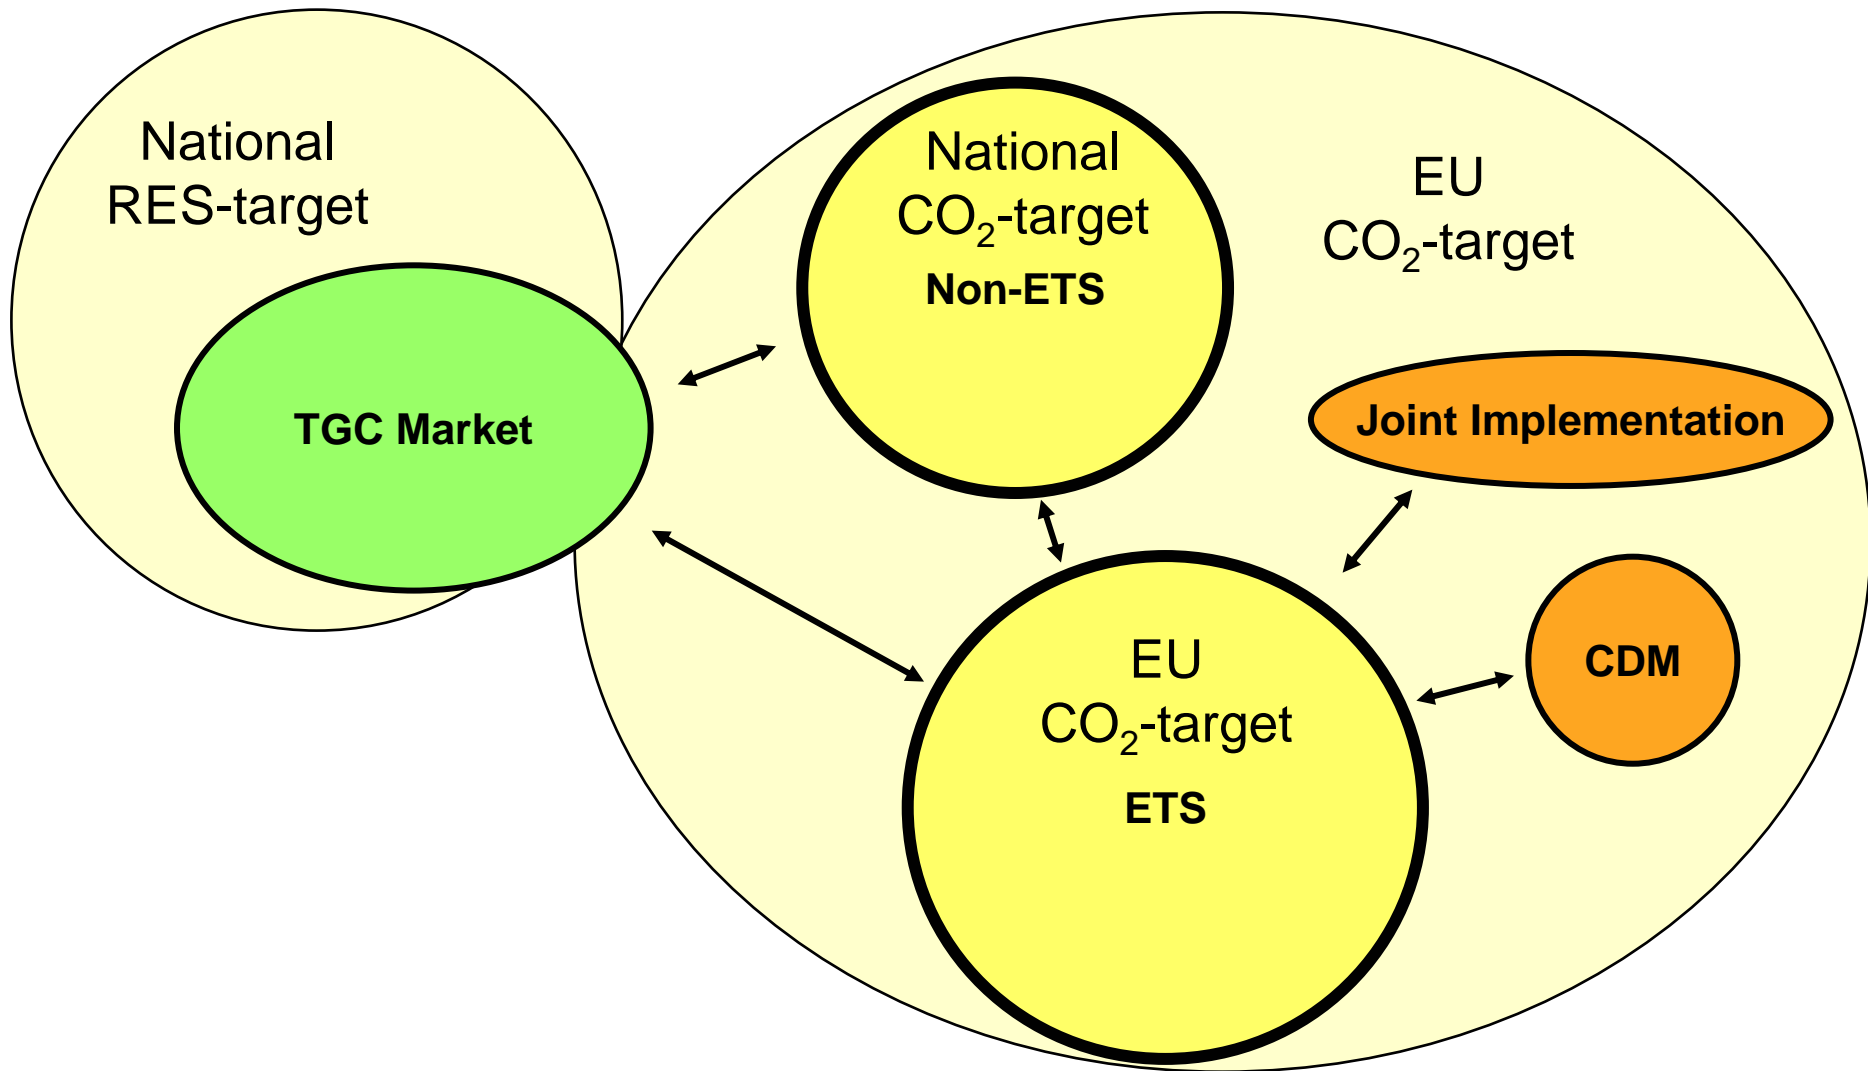 National
RES-target
TGC Market
National
CO₂-target
Non-ETS
EU
CO₂-target
Joint Implementation
CDM
EU
CO₂-target
ETS